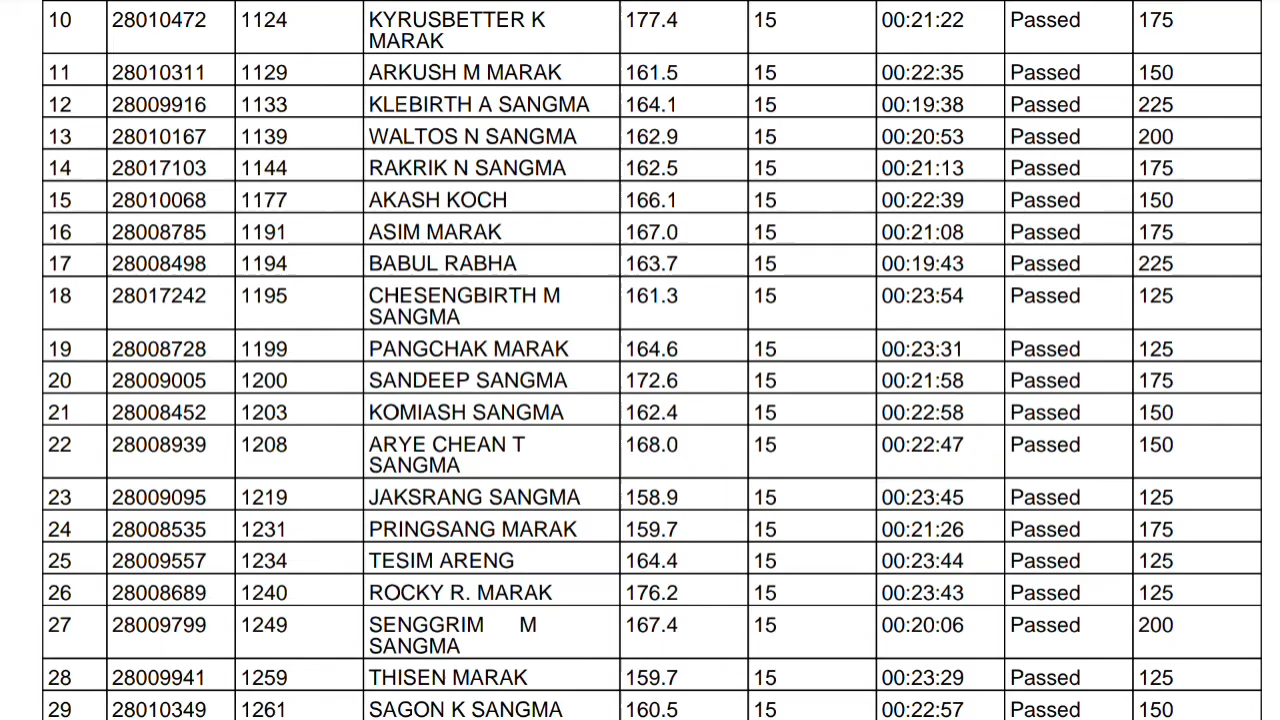 10 28010472 1124 KYRUSBETTER K MARAK 177.4 15 00:21:22 Passed 175
11 28010311 1129 ARKUSH M MARAK 161.5 15 00:22:35 Passed 150
12 28009916 1133 KLEBIRTH A SANGMA 164.1 15 00:19:38 Passed 225
13 28010167 1139 WALTOS N SANGMA 162.9 15 00:20:53 Passed 200
14 28017103 1144 RAKRIK N SANGMA 162.5 15 00:21:13 Passed 175
15 28010068 1177 AKASH KOCH 166.1 15 00:22:39 Passed 150
16 28008785 1191 ASIM MARAK 167.0 15 00:21:08 Passed 175
17 28008498 1194 BABUL RABHA 163.7 15 00:19:43 Passed 225
18 28017242 1195 CHESENGBIRTH M SANGMA 161.3 15 00:23:54 Passed 125
19 28008728 1199 PANGCHAK MARAK 164.6 15 00:23:31 Passed 125
20 28009005 1200 SANDEEP SANGMA 172.6 15 00:21:58 Passed 175
21 28008452 1203 KOMIASH SANGMA 162.4 15 00:22:58 Passed 150
22 28008939 1208 ARYE CHEAN T SANGMA 168.0 15 00:22:47 Passed 150
23 28009095 1219 JAKSRANG SANGMA 158.9 15 00:23:45 Passed 125
24 28008535 1231 PRINGSANG MARAK 159.7 15 00:21:26 Passed 175
25 28009557 1234 TESIM ARENG 164.4 15 00:23:44 Passed 125
26 28008689 1240 ROCKY R. MARAK 176.2 15 00:23:43 Passed 125
27 28009799 1249 SENGGRIM M SANGMA 167.4 15 00:20:06 Passed 200
28 28009941 1259 THISEN MARAK 159.7 15 00:23:29 Passed 125
29 28010349 1261 SAGON K SANGMA 160.5 15 00:22:57 Passed 150